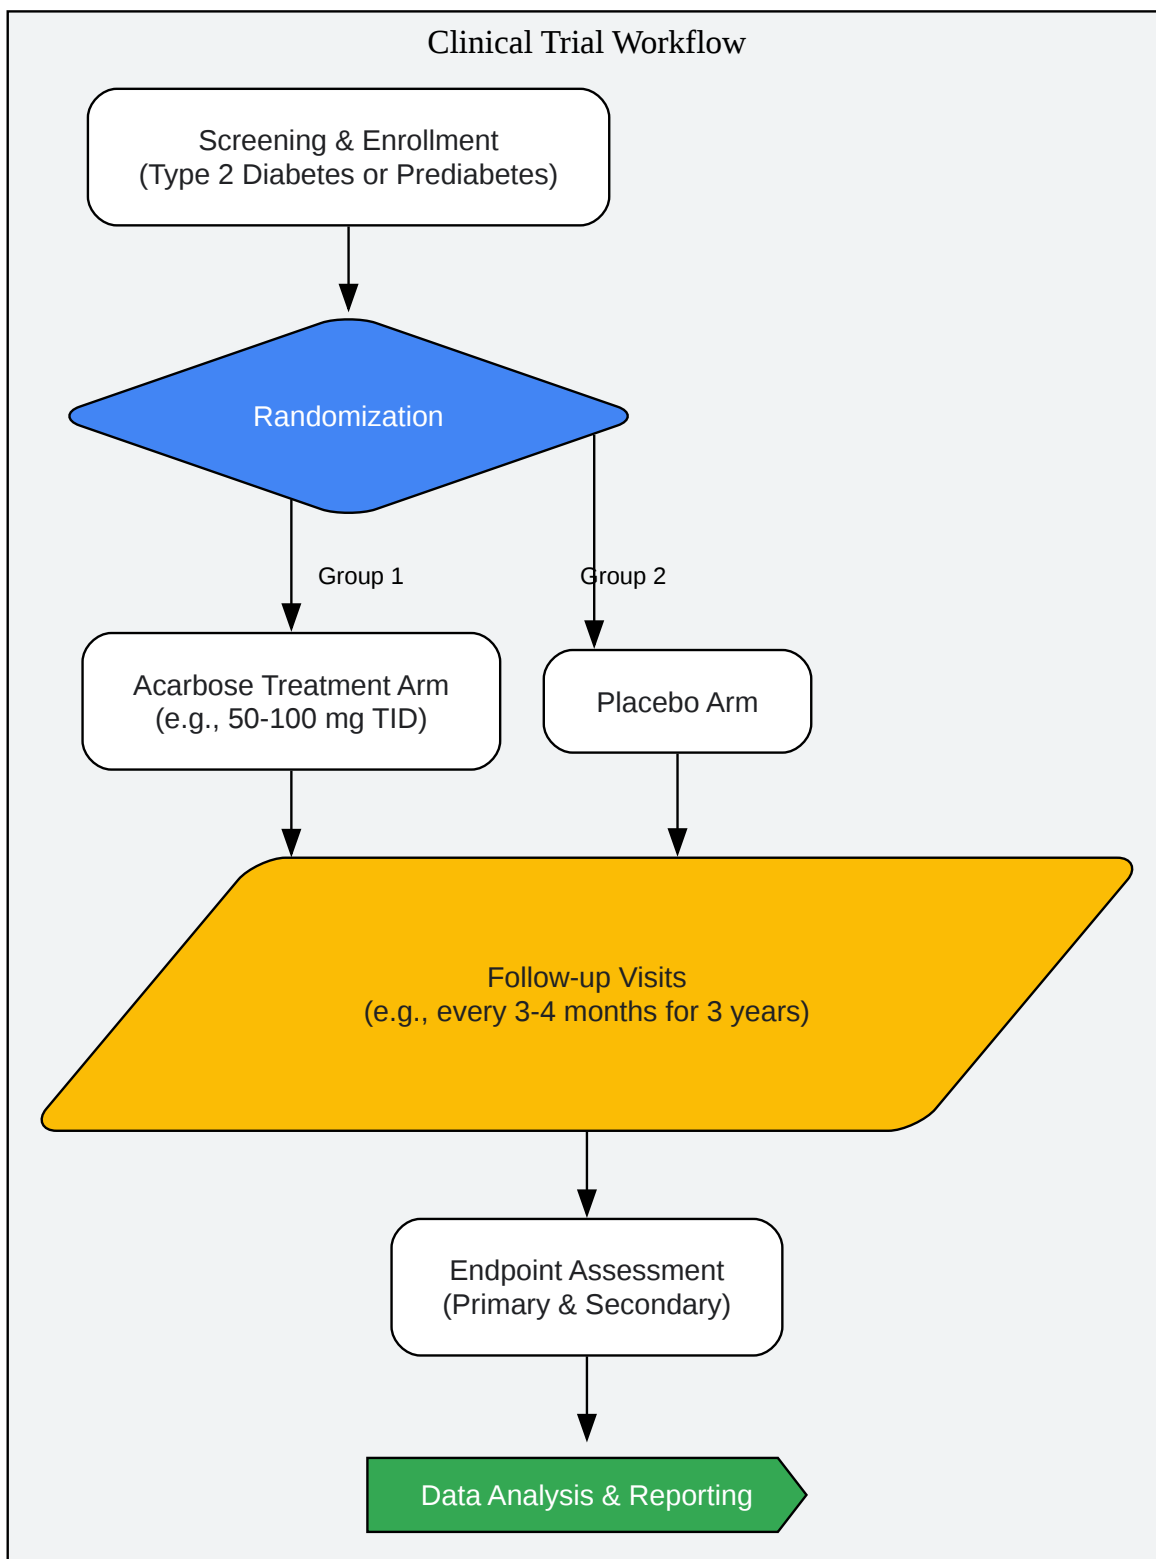 Clinical Trial Workflow
Screening & Enrollment
(Type 2 Diabetes or Prediabetes)
Randomization
Group 1
Group 2
Acarbose Treatment Arm
(e.g., 50-100 mg TID)
Placebo Arm
Follow-up Visits
(e.g., every 3-4 months for 3 years)
Endpoint Assessment
(Primary & Secondary)
Data Analysis & Reporting